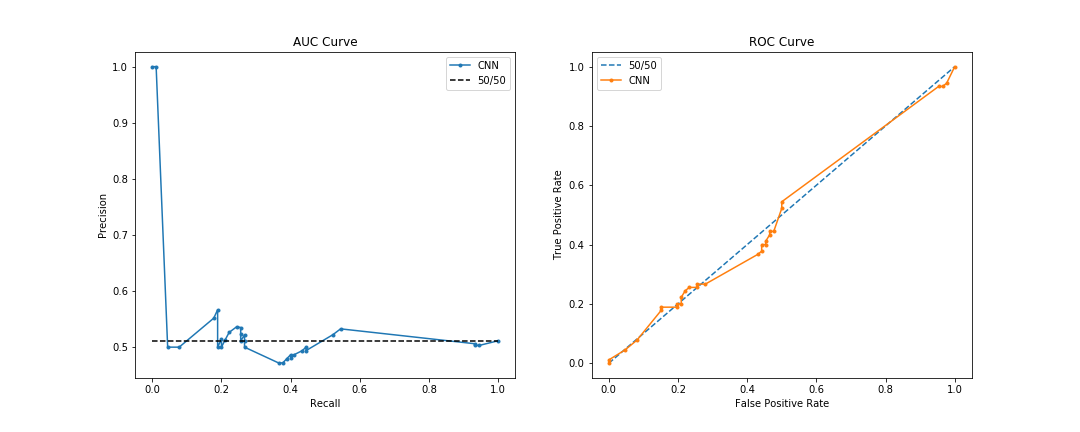 AUC Curve
1.0
0.9
0.8
0.7
0.6
0.5
Precision
CNN
50/50
0.0 0.2 0.4 0.6 0.8 1.0
Recall
ROC Curve
1.0
0.8
0.6
0.4
0.2
0.0
True Positive Rate
50/50
CNN
0.0 0.2 0.4 0.6 0.8 1.0
False Positive Rate